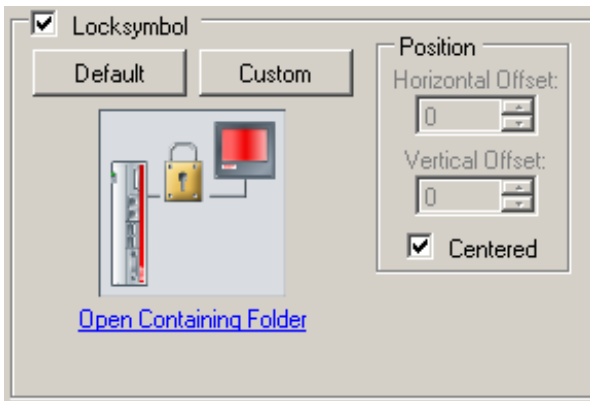 Locksymbol
Default
Custom
Open Containing Folder
Position
Horizontal Offset:
0
Vertical Offset:
0
Centered